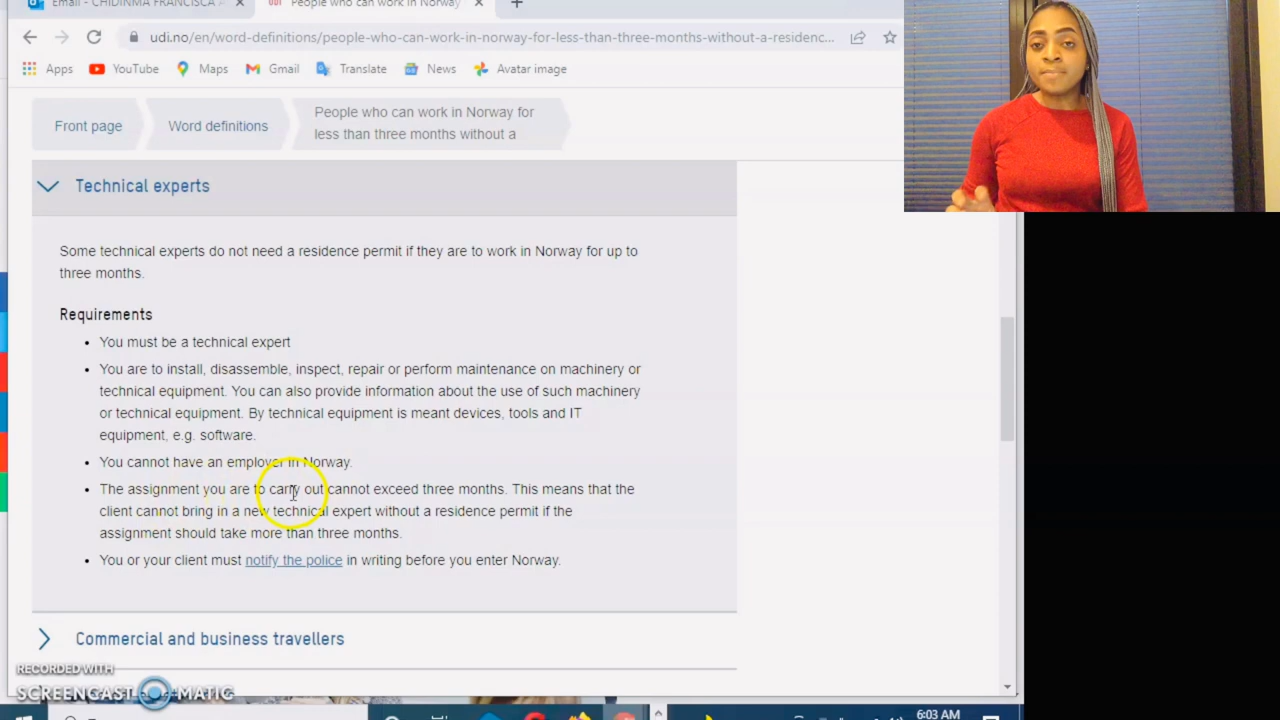 Email - CHIDINMA FRANCISCA
UDI People who can work in Norway
udi.no/en/word-definitions/people-who-can-work-in-norway-for-less-than-three-months-without-a-residenc...
Apps YouTube Maps Gmail Translate News Avatar image
Front page
Word definitions
People who can work in Norway for
less than three months without a
Technical experts
Some technical experts do not need a residence permit if they are to work in Norway for up to
three months.
Requirements
• You must be a technical expert
• You are to install, disassemble, inspect, repair or perform maintenance on machinery or
technical equipment. You can also provide information about the use of such machinery
or technical equipment. By technical equipment is meant devices, tools and IT
equipment, e.g. software.
• You cannot have an employer in Norway.
• The assignment you are to carry out cannot exceed three months. This means that the
client cannot bring in a new technical expert without a residence permit if the
assignment should take more than three months.
• You or your client must notify the police in writing before you enter Norway.
Commercial and business travellers
RECORDED WITH
SCREENCAST MATIC
6:03 AM